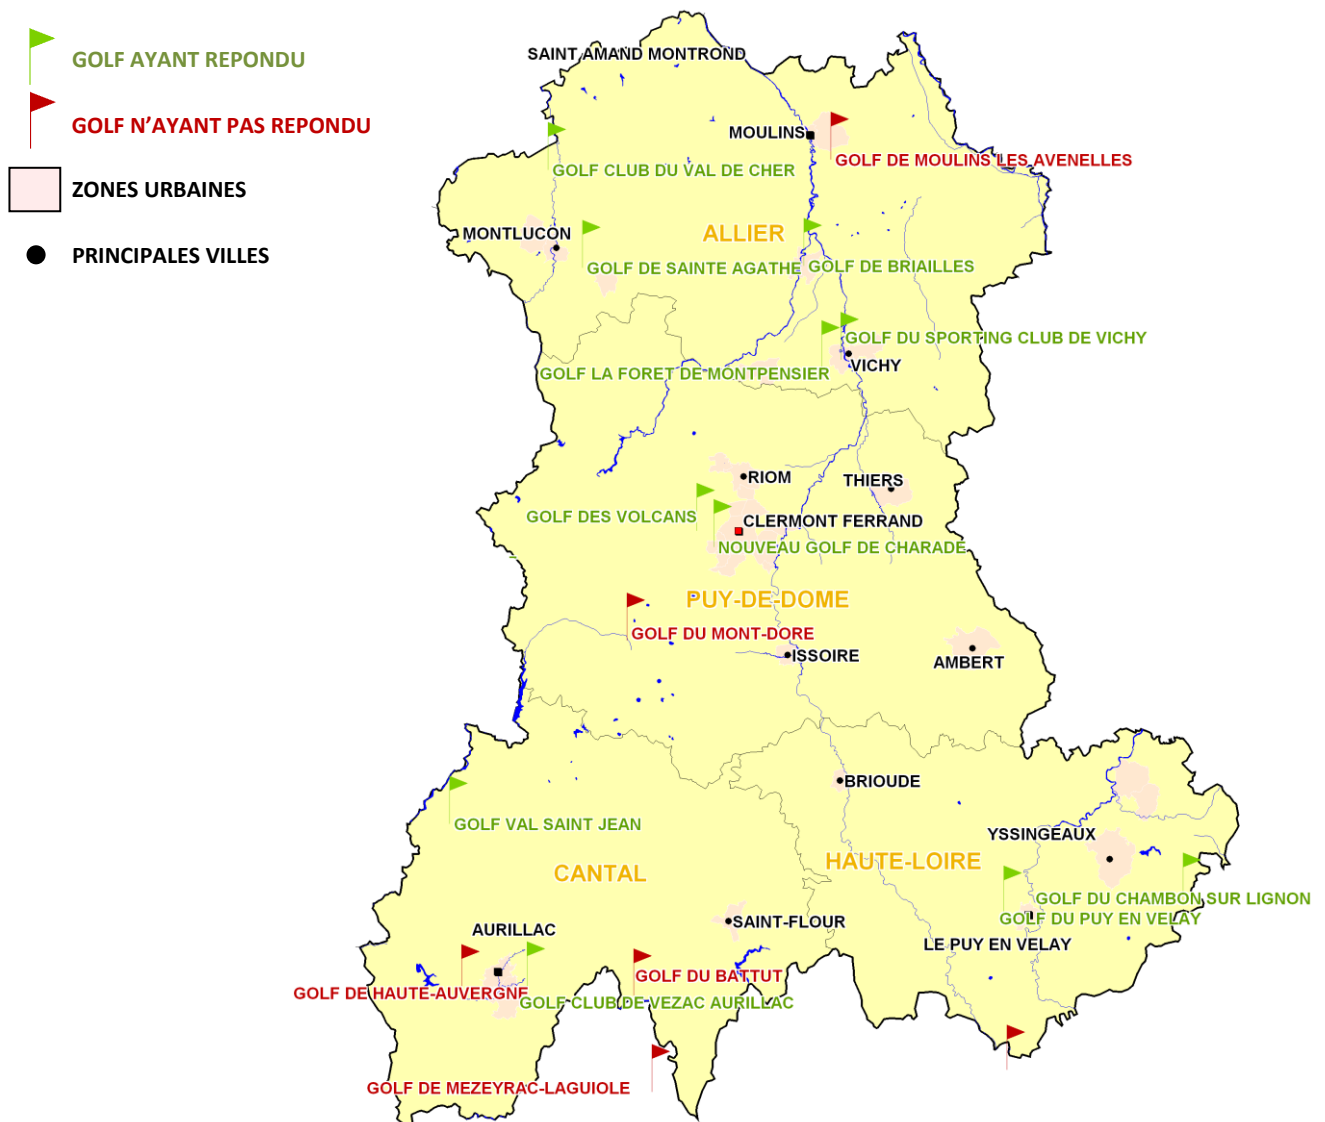 GOLF AYANT REPONDU
GOLF N'AYANT PAS REPONDU
ZONES URBAINES
PRINCIPALES VILLES
SAINT AMAND MONTROND
MOULINS
GOLF DE MOULINS LES AVENELLES
GOLF CLUB DU VAL DE CHER
MONTLUCON
ALLIER
GOLF DE SAINTE AGATHE
GOLF DE BRIAILLES
GOLF DU SPORTING CLUB DE VICHY
VICHY
GOLF LA FORET DE MONTPENSIER
RIOM
THIERS
GOLF DES VOLCANS
CLERMONT FERRAND
NOUVEAU GOLF DE CHARADE
PUY-DE-DOME
GOLF DU MONT-DORE
ISSOIRE
AMBERT
BRIOUDE
GOLF VAL SAINT JEAN
YSSINGEAUX
HAUTE-LOIRE
CANTAL
GOLF DU CHAMBON SUR LIGNON
GOLF DU PUY EN VELAY
SAINT-FLOUR
AURILLAC
LE PUY EN VELAY
GOLF DU BATTUT
GOLF DE HAUTE-AUVERGNE
GOLF CLUB DE VEZAC AURILLAC
GOLF DE MEZEYRAC-LAGUIOLE